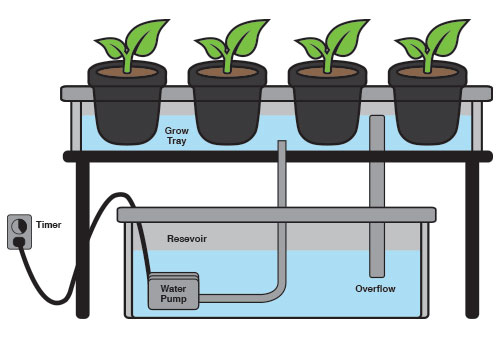 Grow
Tray
Timer
Resevoir
Water
Pump
Overflow